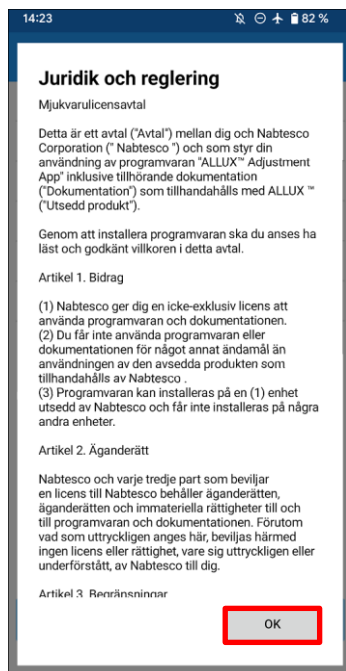 14:23
82 %
Juridik och reglering
Mjukvarulicensavtal
Detta är ett avtal ("Avtal") mellan dig och Nabtesco
Corporation (" Nabtesco ") och som styr din
användning av programvaran "ALLUX™ Adjustment
App" inklusive tillhörande dokumentation
("Dokumentation") som tillhandahålls med ALLUX ™
("Utsedd produkt").
Genom att installera programvaran ska du anses ha
läst och godkänt villkoren i detta avtal.
Artikel 1. Bidrag
(1) Nabtesco ger dig en icke-exklusiv licens att
använda programvaran och dokumentationen.
(2) Du får inte använda programvaran eller
dokumentationen för något annat ändamål än
användningen av den avsedda produkten som
tillhandahålls av Nabtesco .
(3) Programvaran kan installeras på en (1) enhet
utsedd av Nabtesco och får inte installeras på några
andra enheter.
Artikel 2. Äganderätt
Nabtesco och varje tredje part som beviljar
en licens till Nabtesco behåller äganderätten,
äganderätten och immateriella rättigheter till och
till programvaran och dokumentationen. Förutom
vad som uttryckligen anges här, beviljas härmed
ingen licens eller rättighet, vare sig uttryckligen eller
underförstått, av Nabtesco till dig.
Artikel 3. Begränsningar
OK